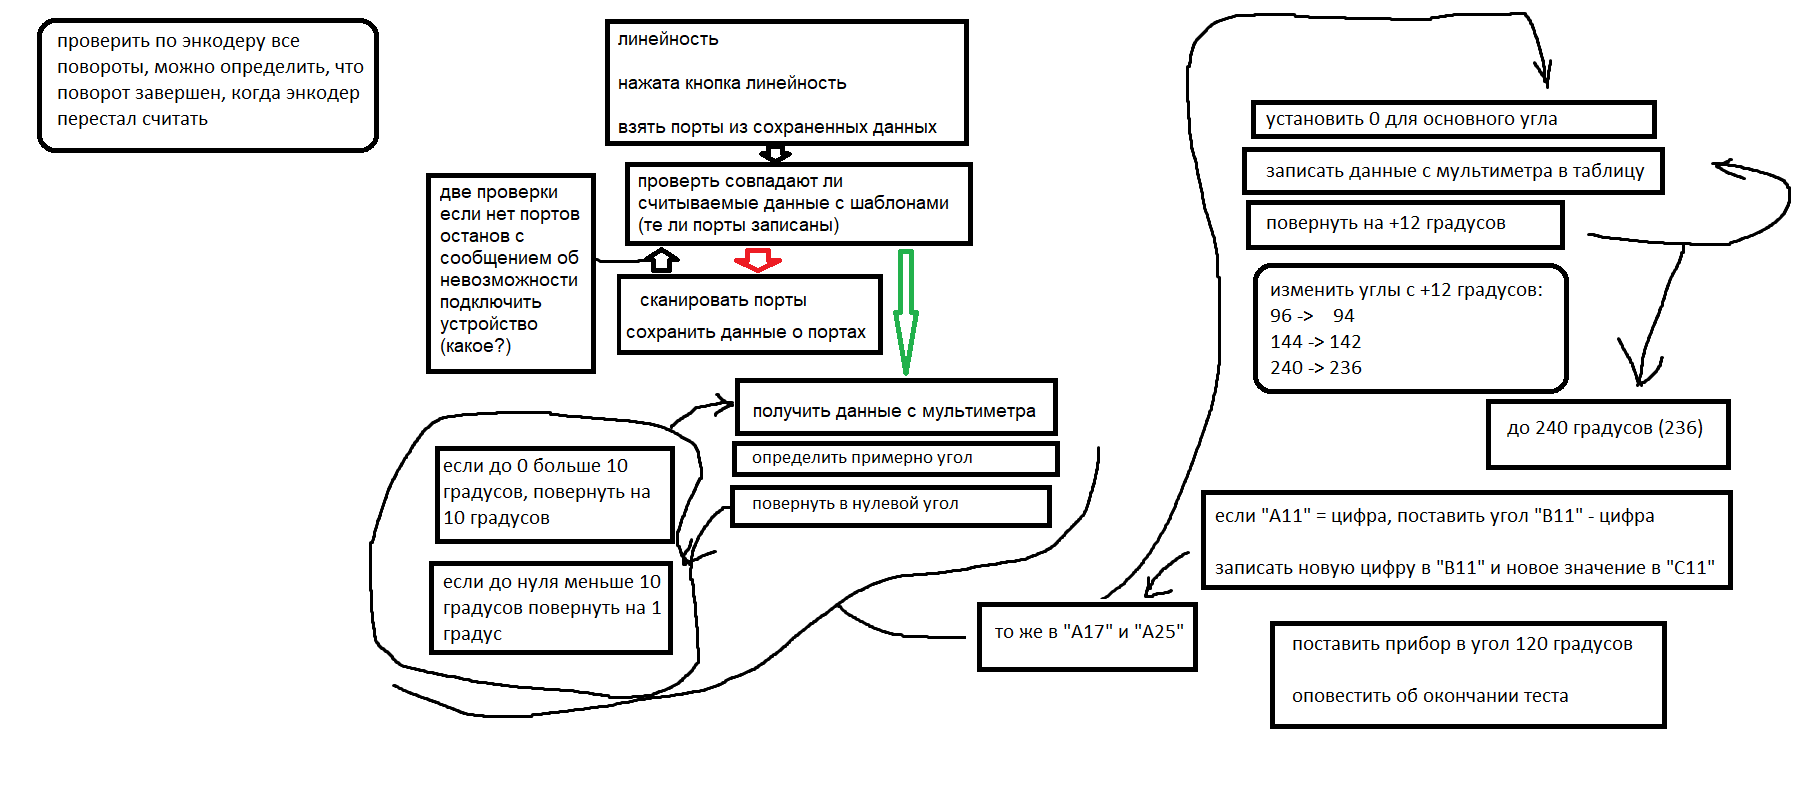 проверить по энкодеру все
повороты, можно определить, что
поворот завершен, когда энкодер
перестал считать
линейность
нажата кнопка линейность
взять порты из сохраненных данных
проверть совпадают ли
считываемые данные с шаблонами
(те ли порты записаны)
две проверки
если нет портов
останов с
сообщением об
невозможности
подключить
устройство
(какое?)
сканировать порты
сохранить данные о портах
получить данные с мультиметра
определить примерно угол
повернуть в нулевой угол
если до 0 больше 10
градусов, повернуть на
10 градусов
если до нуля меньше 10
градусов повернуть на 1
градус
то же в "A17" и "A25"
установить 0 для основного угла
записать данные с мультиметра в таблицу
повернуть на +12 градусов
изменить углы с +12 градусов:
96 -> 94
144 -> 142
240 -> 236
до 240 градусов (236)
если "A11" = цифра, поставить угол "B11" - цифра
записать новую цифру в "B11" и новое значение в "C11"
поставить прибор в угол 120 градусов
оповестить об окончании теста